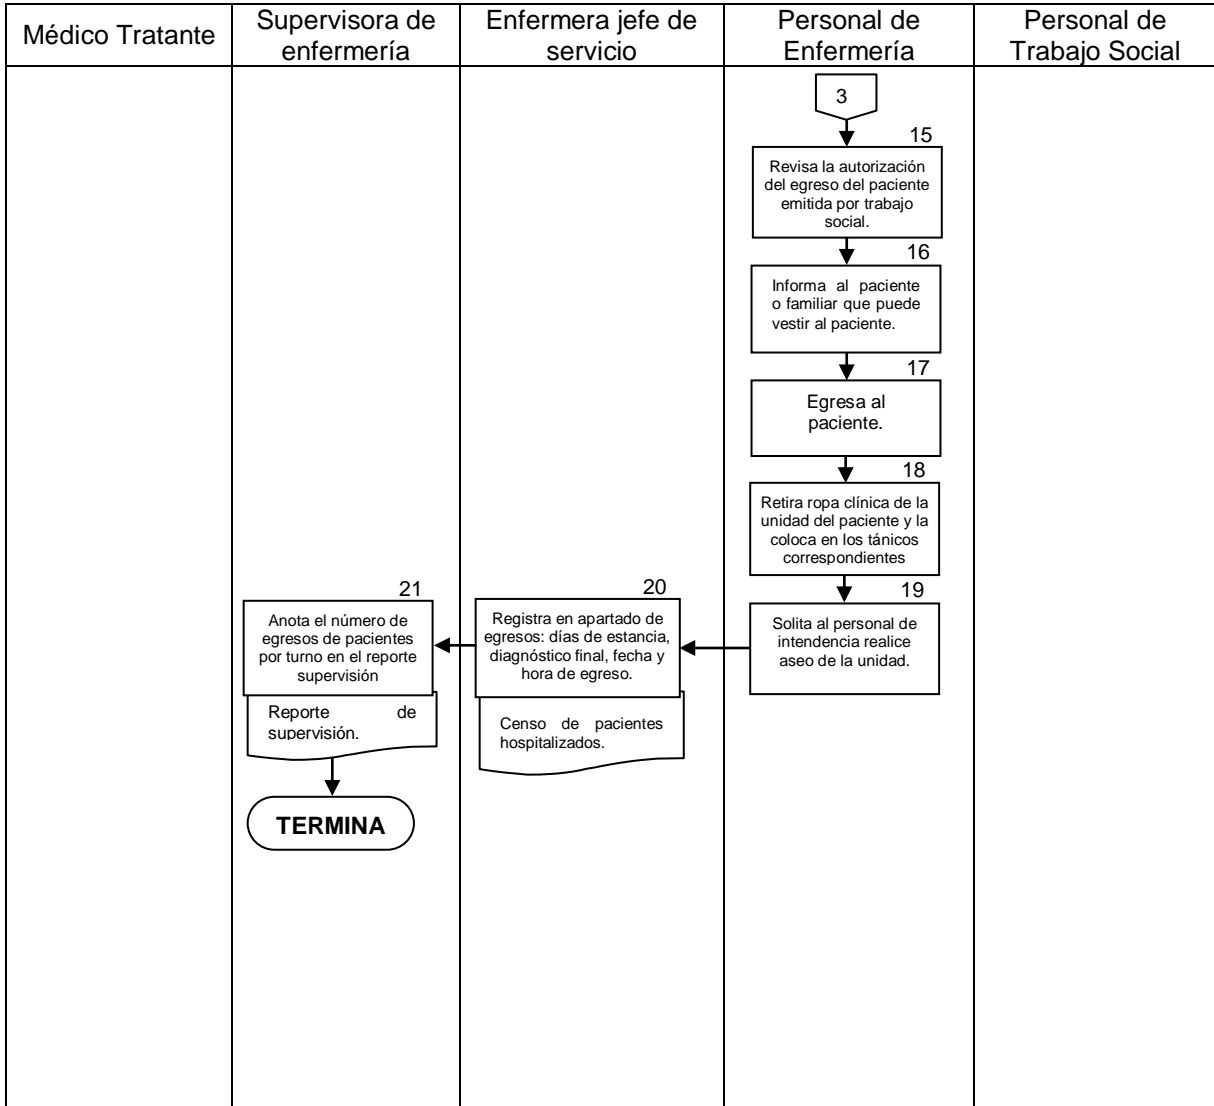 Médico Tratante
Supervisora de
enfermería
Enfermera jefe de
servicio
Personal de
Enfermería
Personal de
Trabajo Social
3
15
Revisa la autorización
del egreso del paciente
emitida por trabajo
social.
16
Informa al paciente
o familiar que puede
vestir al paciente.
17
Egresa al
paciente.
18
Retira ropa clínica de la
unidad del paciente y la
coloca en los tánicos
correspondientes
19
Solita al personal de
intendencia realice
aseo de la unidad.
20
Registra en apartado de
egresos: días de estancia,
diagnóstico final, fecha y
hora de egreso.
Censo de pacientes
hospitalizados.
21
Anota el número de
egresos de pacientes
por turno en el reporte
supervisión
Reporte de
supervisión.
TERMINA